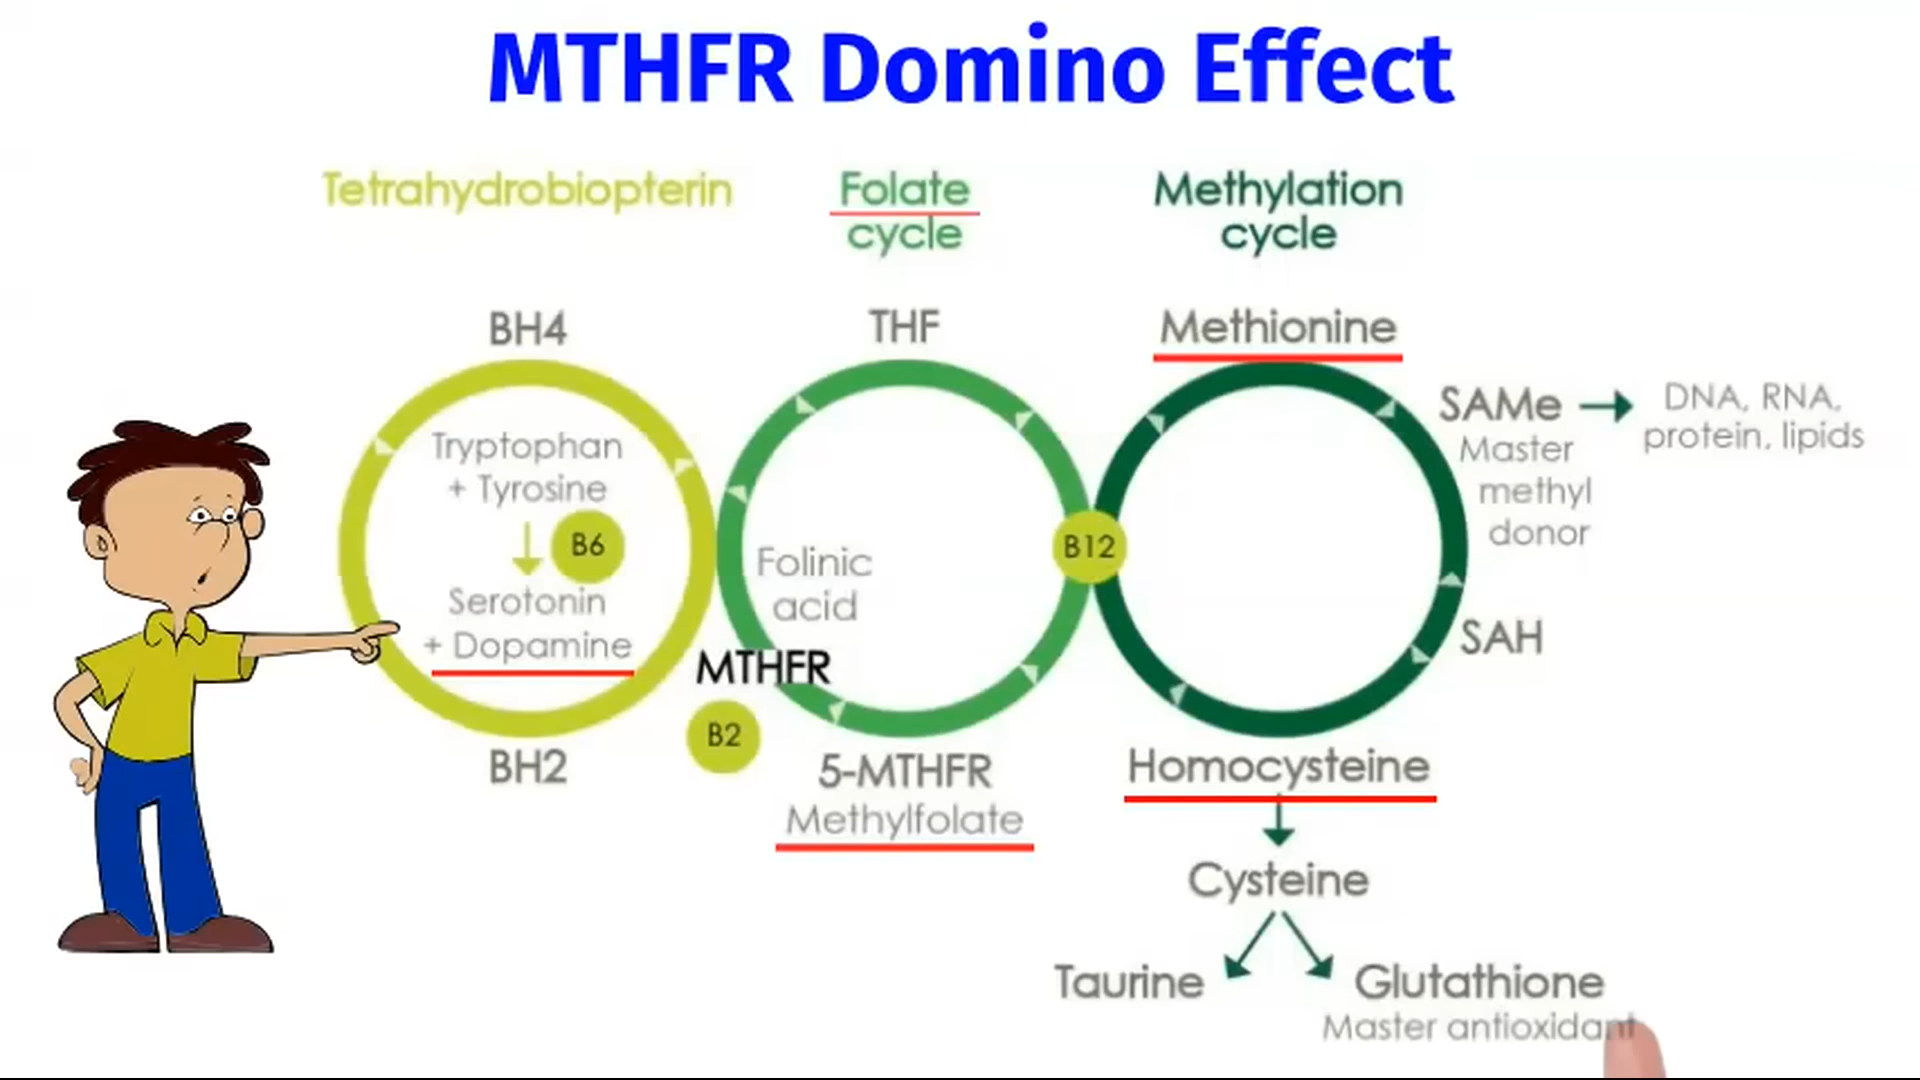 MTHFR Domino Effect
Tetrahydrobiopterin
Folate
cycle
Methylation
cycle
BH4
THF
Methionine
Tryptophan
+ Tyrosine
B6
Serotonin
+ Dopamine
BH2
Folinic
acid
MTHFR
B2
5-MTHFR
Methylfolate
B12
SAMe
Master
methyl
donor
DNA, RNA,
protein, lipids
SAH
Homocysteine
Cysteine
Taurine
Glutathione
Master antioxidant